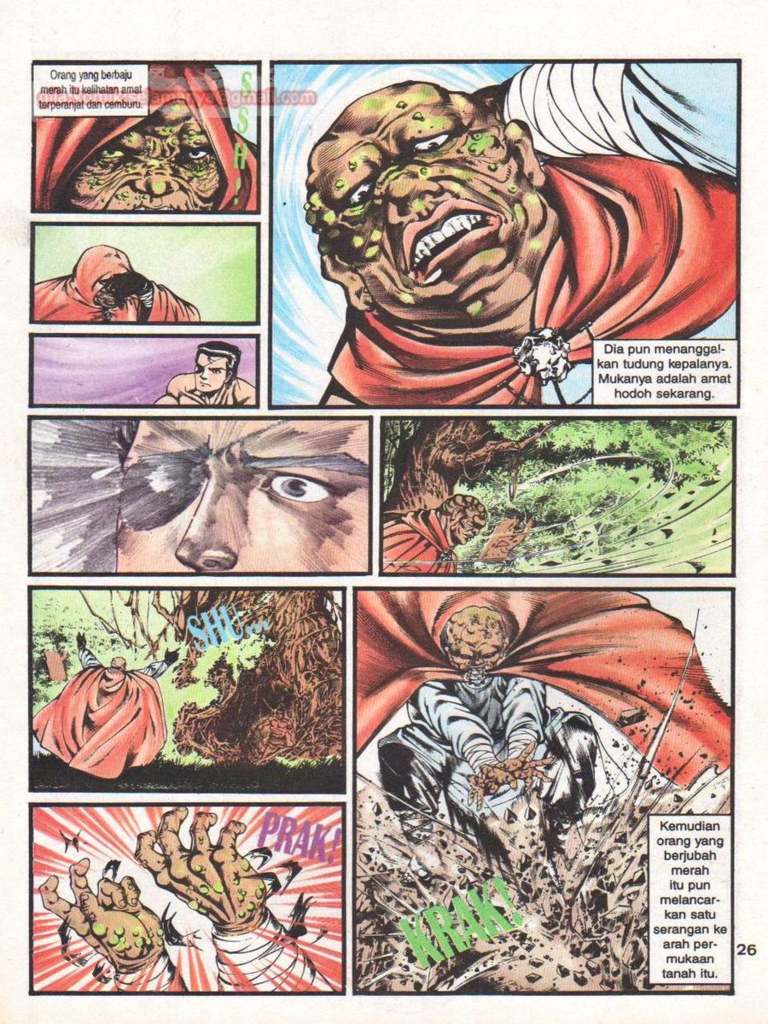 Orang yang berbaju
merah itu kelihatan amat
terperanjat dan cemburu.
SSH..
Dia pun menangga!-
kan tudung kepalanya.
Mukanya adalah amat
hodoh sekarang.
SHU...
PRAK!
KRAK!
Kemudian
orang yang
berjubah
merah
itu pun
melancar-
kan satu
serangan ke
arah per-
mukaan
tanah itu.
26